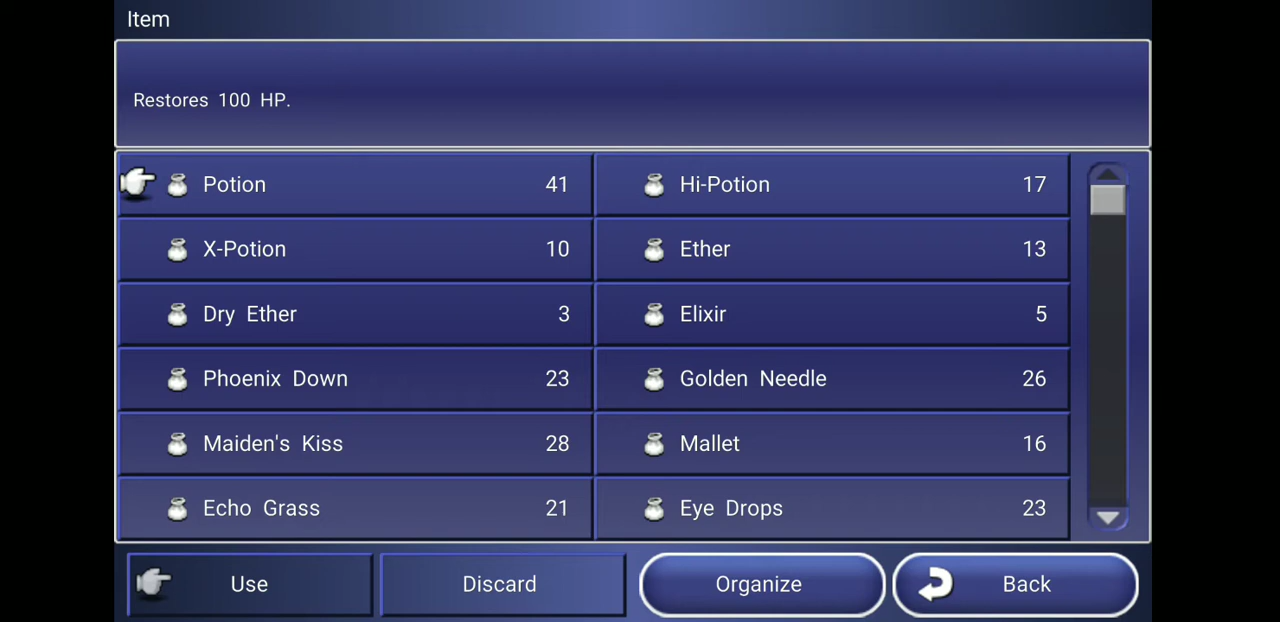 Item
Restores 100 HP.
Potion 41 Hi-Potion 17
X-Potion 10 Ether 13
Dry Ether 3 Elixir 5
Phoenix Down 23 Golden Needle 26
Maiden's Kiss 28 Mallet 16
Echo Grass 21 Eye Drops 23
Use Discard Organize Back